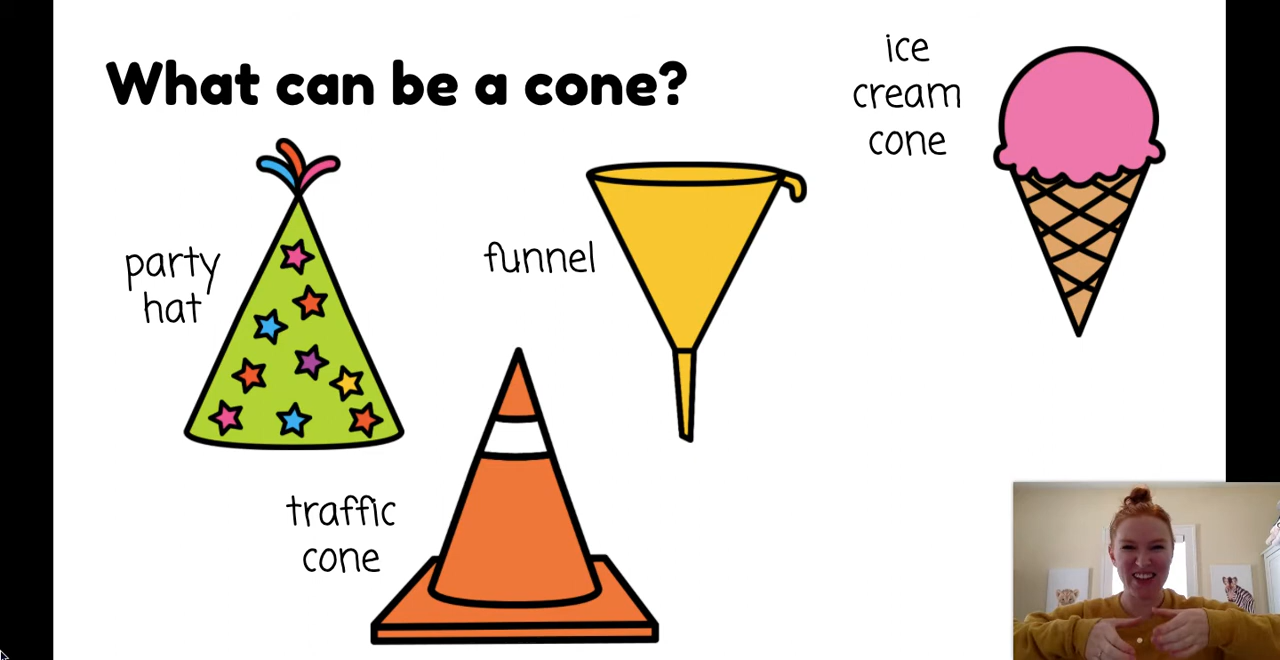 What can be a cone?
ice
cream
cone
party
hat
funnel
traffic
cone